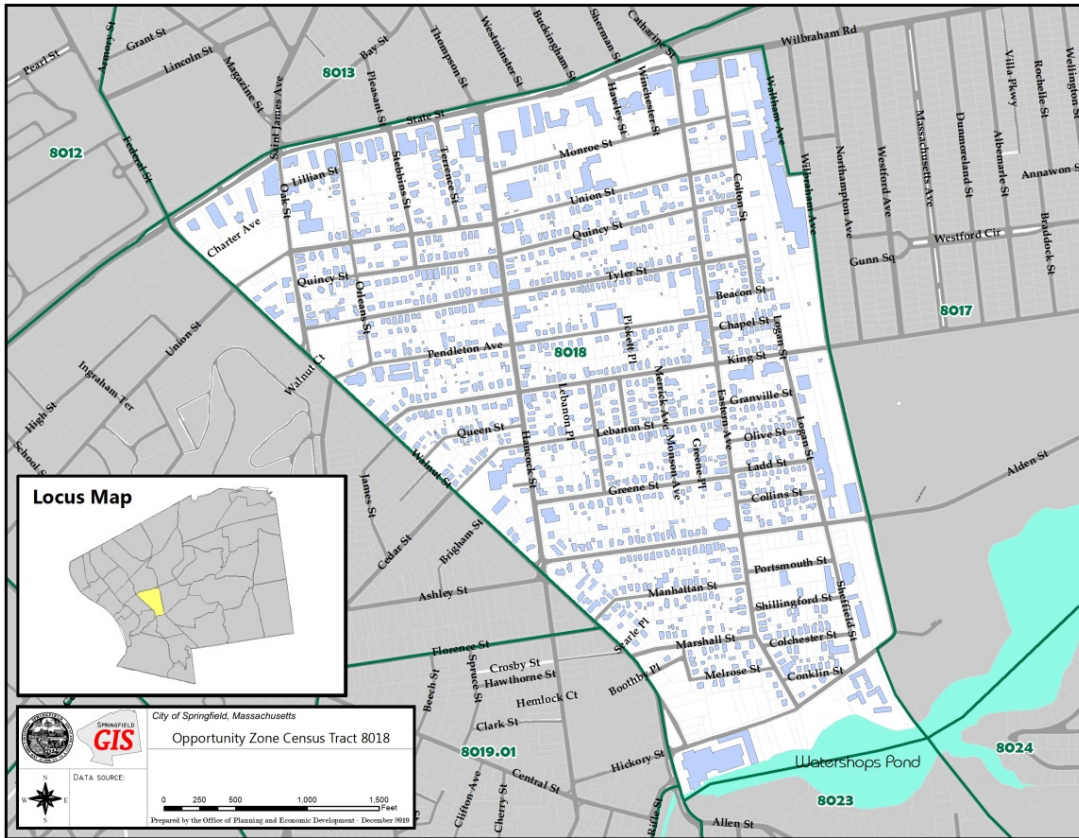 Pearl St
Armory St
Grant St
Lincoln St
Magazine St
Bay St
Thompson St
Westminster St
Buckingham St
Sherman St
Catharine St
Wilbraham Rd
8013
Pleasant St
Saint James Ave
State St
Hawley St
Winchester St
Waltham Ave
Massachusetts Ave
Dunmoreland St
Villa Pkwy
Albemarle St
Rochelle St
Wellington St
8012
Federal St
Lillian St
Oak St
Stebbins St
Terrence St
Monroe St
Union St
Colton St
Wilbraham Ave
Northampton Ave
Westford Ave
Annawon S
Braddock St
Charter Ave
Quincy St
Quincy St
Westford Cir
Gunn Sq
Orleans St
Tyler St
Beacon St
Union St
Walnut Ct
Pendleton Ave
8018
Pickett Pl
Chapel St
Logan St
8017
King St
Ingraham Ter
High St
School S
Queen St
Lebanon Pl
Lebanon St
Merrick Ave
Monson Ave
Eastern Ave
Granville St
Olive St
Logan St
Walnut St
Hancock St
Greene Pl
Greene St
Ladd St
Collins St
Alden St
James St
Cedar St
Brigham St
Ashley St
Manhattan St
Portsmouth St
Shillingford St
Sheffield St
Searle Pl
Marshall St
Colchester St
Melrose St
Conklin St
Florence St
Crosby St
Hawthorne St
Boothby Pl
Beech St
Spruce St
Hemlock Ct
Clark St
8019.01
Hickory St
Central St
Clifton Ave
Cherry St
Rifle St
Allen St
Watershops Pond
8023
8024
Locus Map
SPRINGFIELD
GIS
City of Springfield, Massachusetts
Opportunity Zone Census Tract 8018
N
W E
S
DATA SOURCE:
0 250 500 1,000 1,500
Feet
Prepared by the Office of Planning and Economic Development - December 2019